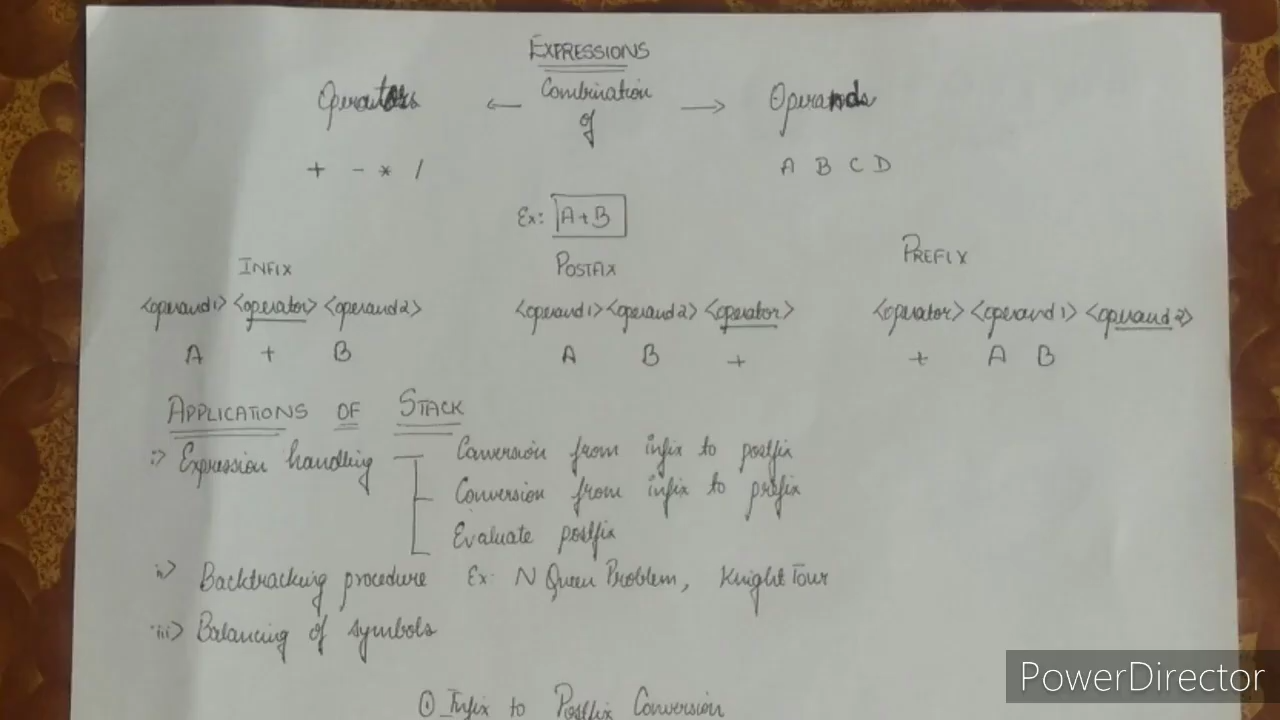 EXPRESSIONS
Operators ← Combination of → Operands
+ - * / A B C D
Ex: A+B
INFIX POSTFIX PREFIX
<operand1> <operator> <operand2> <operand1> <operand2> <operator> <operator> <operand1> <operand2>
A + B A B + + A B
APPLICATIONS OF STACK
i) Expression handling Conversion from infix to postfix
Conversion from infix to prefix
Evaluate postfix
ii) Backtracking procedure Ex: N Queen Problem, Knight Tour
iii) Balancing of symbols
① Infix to Postfix Conversion
PowerDirector